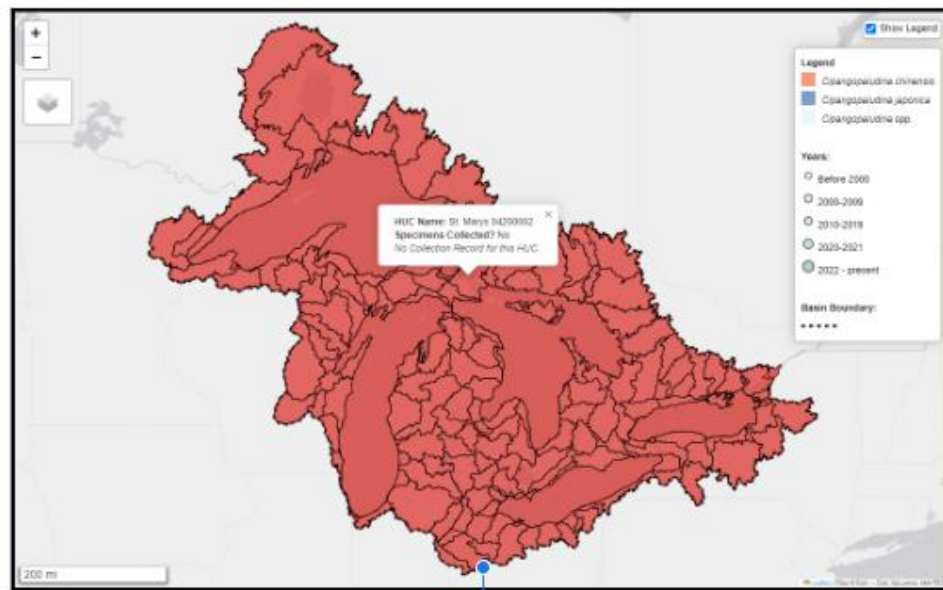 +
−
Show Legend
Legend
Cipangopaludina chinensis
Cipangopaludina japonica
Cipangopaludina spp.
Years:
Before 2000
2000-2009
2010-2019
2020-2021
2022 - present
Basin Boundary:
×
HUC Name: St. Marys 04200002
Specimens Collected? No
No Collection Record for this HUC
200 mi